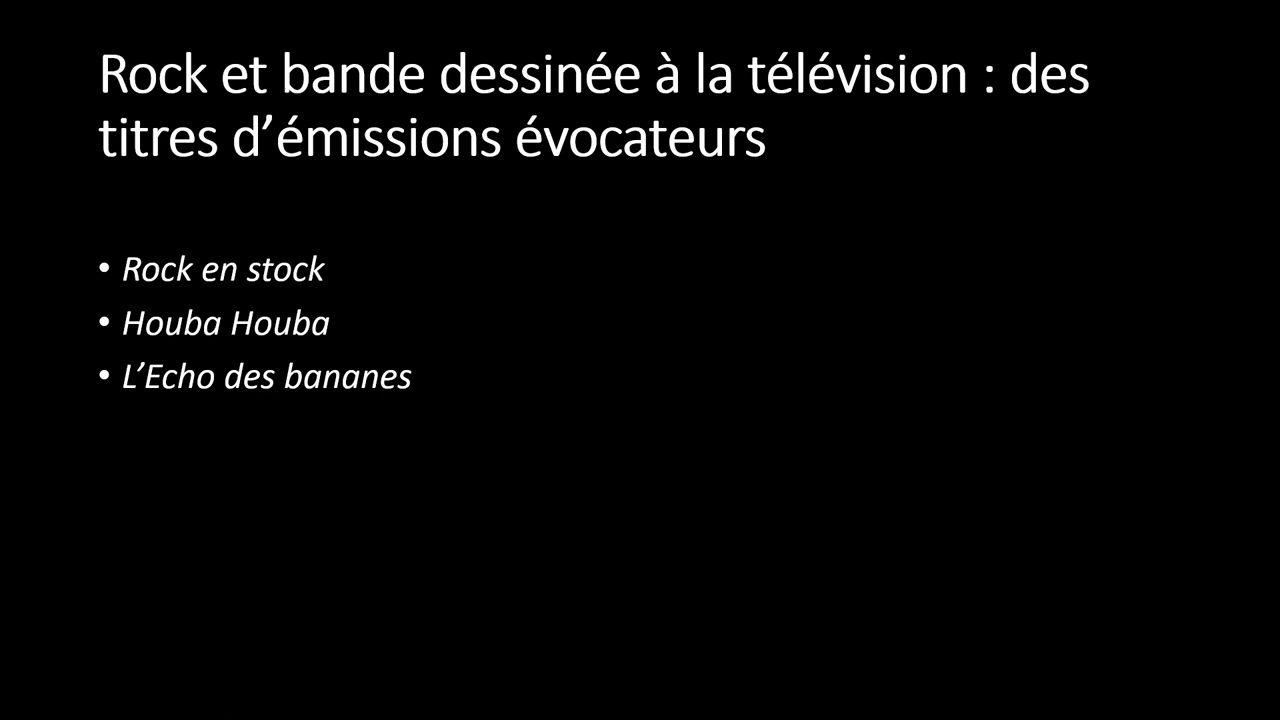 Rock et bande dessinée à la télévision : des
titres d’émissions évocateurs
• Rock en stock
• Houba Houba
• L’Echo des bananes